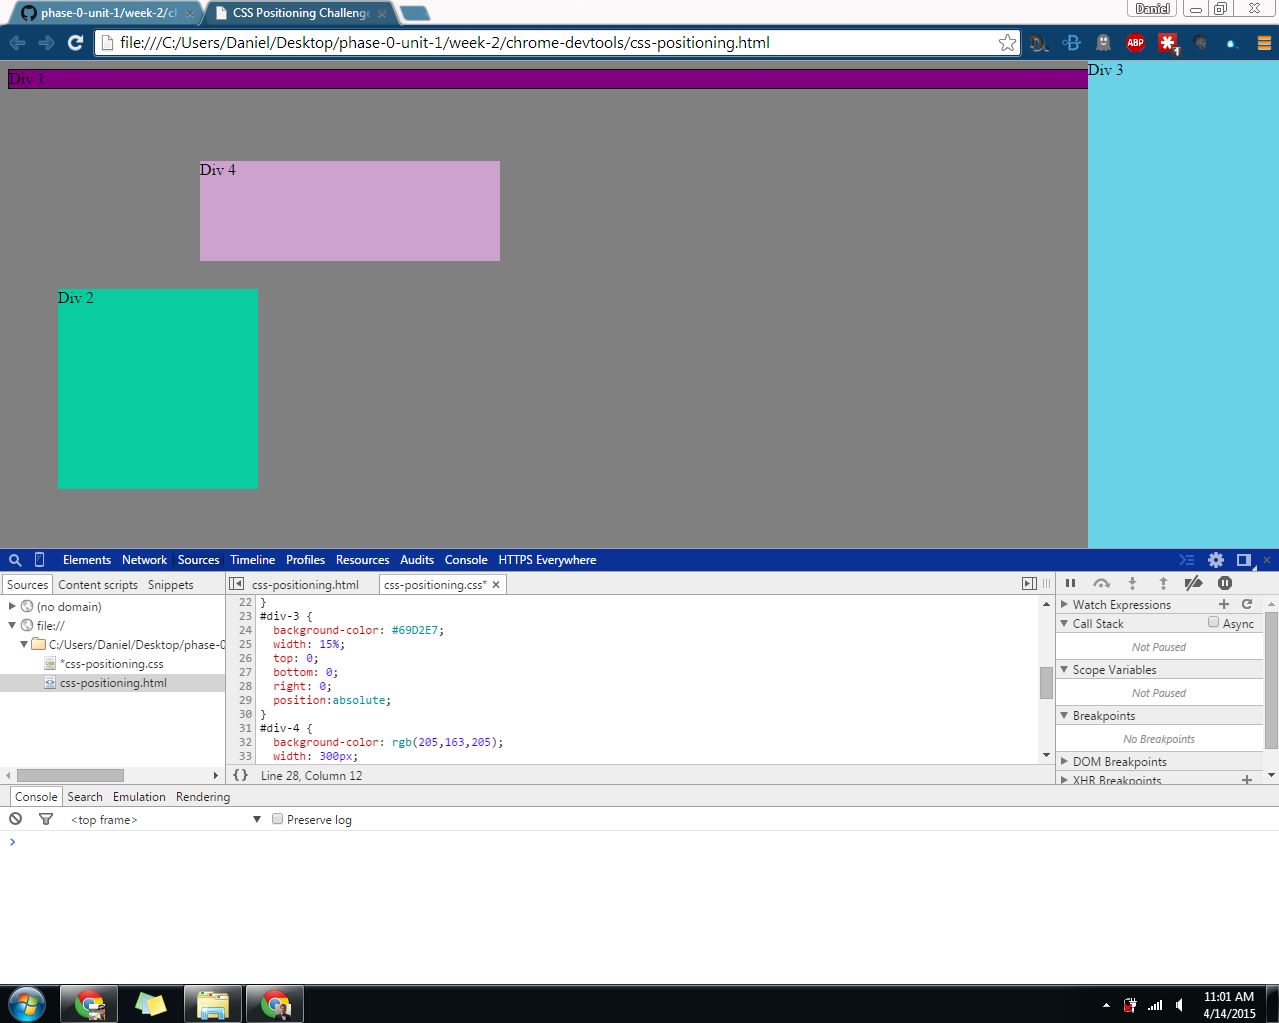 phase-0-unit-1/week-2/ch
CSS Positioning Challenge
Daniel
file:///C:/Users/Daniel/Desktop/phase-0-unit-1/week-2/chrome-devtools/css-positioning.html
ABP
1
Div 1
Div 3
Div 4
Div 2
Elements Network Sources Timeline Profiles Resources Audits Console HTTPS Everywhere
Sources Content scripts Snippets
css-positioning.html css-positioning.css*
(no domain)
file://
C:/Users/Daniel/Desktop/phase-0
*css-positioning.css
css-positioning.html
22 }
23 #div-3 {
24 background-color: #69D2E7;
25 width: 15%;
26 top: 0;
27 bottom: 0;
28 right: 0;
29 position:absolute;
30 }
31 #div-4 {
32 background-color: rgb(205,163,205);
33 width: 300px;
{} Line 28, Column 12
Watch Expressions
Call Stack Async
Not Paused
Scope Variables
Not Paused
Breakpoints
No Breakpoints
DOM Breakpoints
XHR Breakpoints
Console Search Emulation Rendering
<top frame> Preserve log
11:01 AM
4/14/2015